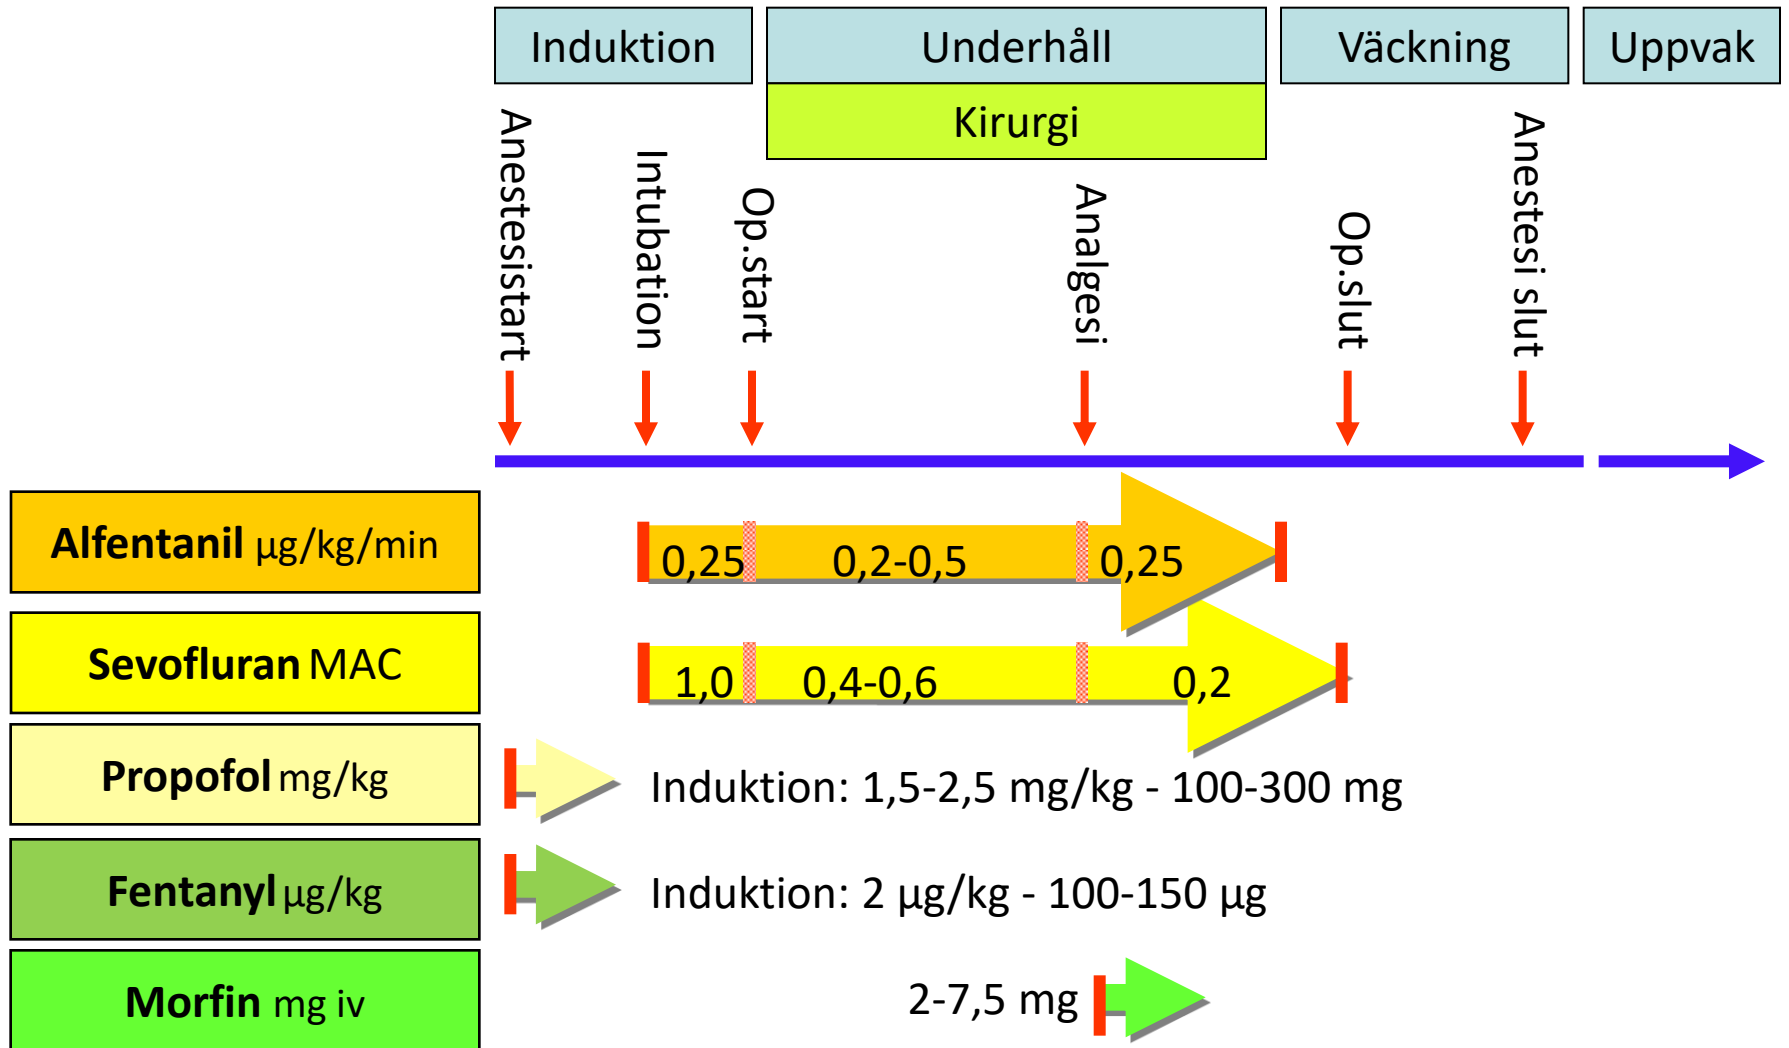 Induktion
Underhåll
Väckning
Uppvak
Kirurgi
Anestesistart
Intubation
Op.start
Analgesi
Op.slut
Anestesi slut
Alfentanil µg/kg/min
0,25
0,2-0,5
0,25
Sevofluran MAC
1,0
0,4-0,6
0,2
Propofol mg/kg
Induktion: 1,5-2,5 mg/kg - 100-300 mg
Fentanyl µg/kg
Induktion: 2 µg/kg - 100-150 µg
Morfin mg iv
2-7,5 mg